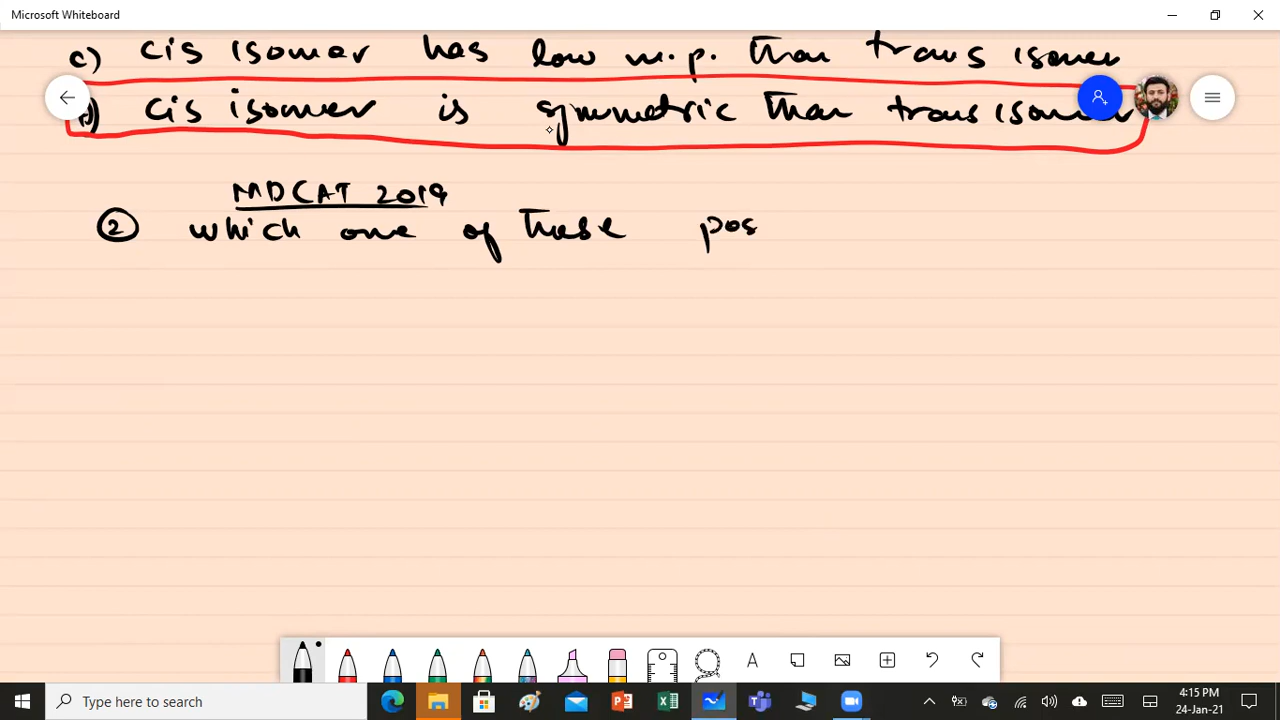 Microsoft Whiteboard
c) cis isomer has low m.p. than trans isomer
D) cis isomer is symmetric than trans isomer
MDCAT 2019
2 which one of these pos
Type here to search
4:15 PM
24-Jan-21